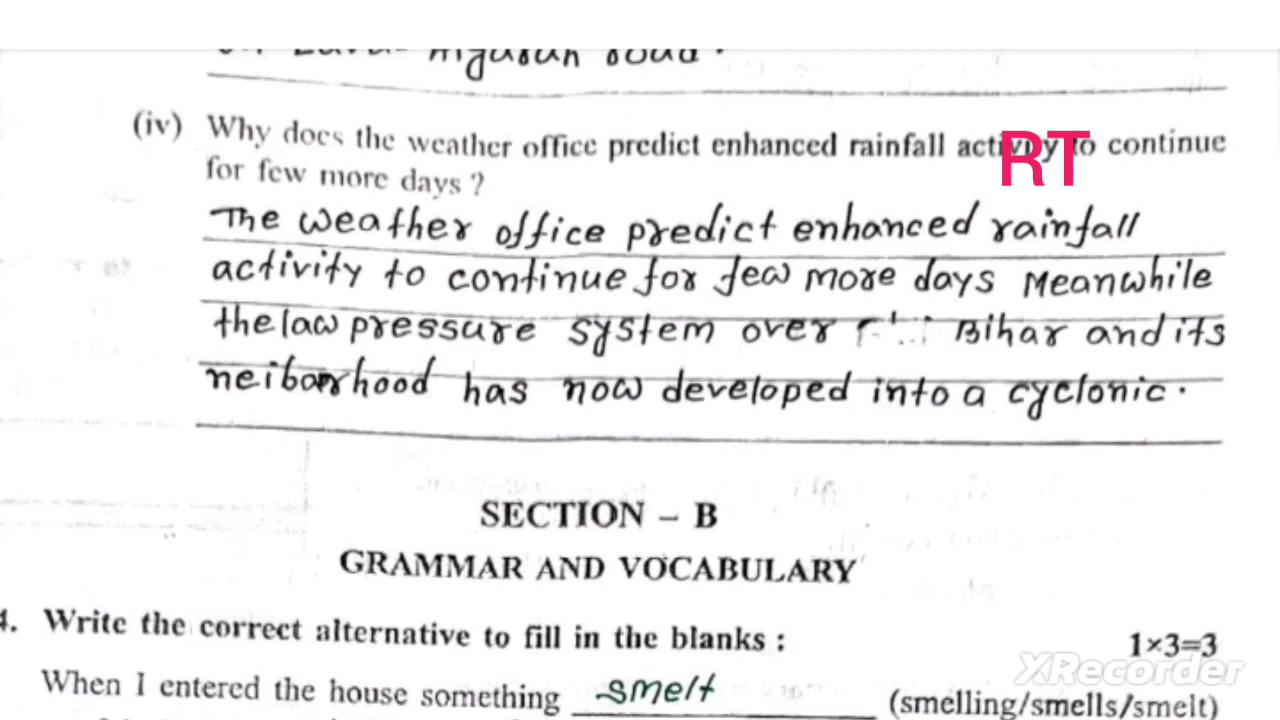 RT
(iv) Why does the weather office predict enhanced rainfall activity to continue
for few more days ?
The weather office predict enhanced rainfall
activity to continue for few more days Meanwhile
the law pressure system over Bihar and its
neibarhood has now developed into a cyclonic.
SECTION – B
GRAMMAR AND VOCABULARY
4. Write the correct alternative to fill in the blanks : 1×3=3
XRecorder
When I entered the house something smelt (smelling/smells/smelt)